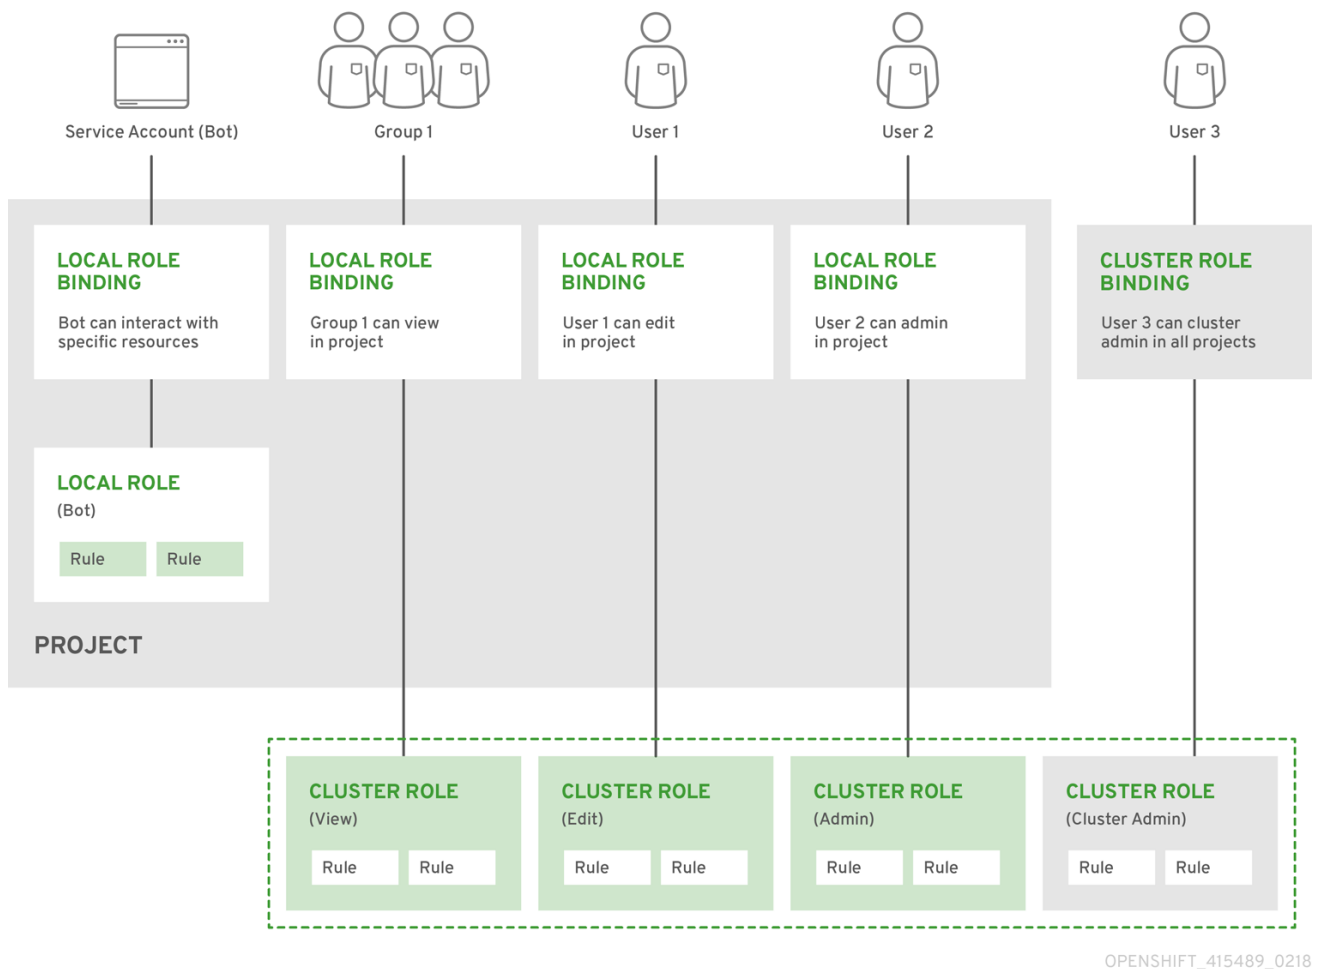 Service Account (Bot)
Group 1
User 1
User 2
User 3
LOCAL ROLE
BINDING
Bot can interact with
specific resources
LOCAL ROLE
BINDING
Group 1 can view
in project
LOCAL ROLE
BINDING
User 1 can edit
in project
LOCAL ROLE
BINDING
User 2 can admin
in project
CLUSTER ROLE
BINDING
User 3 can cluster
admin in all projects
LOCAL ROLE
(Bot)
Rule
Rule
PROJECT
CLUSTER ROLE
(View)
Rule
Rule
CLUSTER ROLE
(Edit)
Rule
Rule
CLUSTER ROLE
(Admin)
Rule
Rule
CLUSTER ROLE
(Cluster Admin)
Rule
Rule
OPENSHIFT_415489_0218